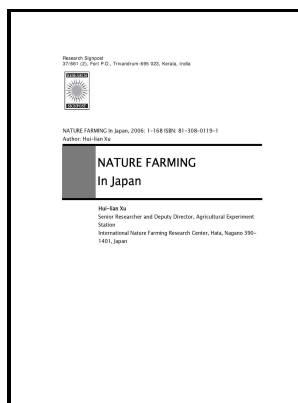 Research Signpost
37/661 (2), Fort P.O., Trivandrum-695 023, Kerala, India
RESEARCH
SIGNPOST
NATURE FARMING In Japan, 2006: 1-168 ISBN: 81-308-0119-1
Author: Hui-lian Xu
NATURE FARMING
In Japan
Hui-lian Xu
Senior Researcher and Deputy Director, Agricultural Experiment
Station
International Nature Farming Research Center, Hata, Nagano 390-
1401, Japan